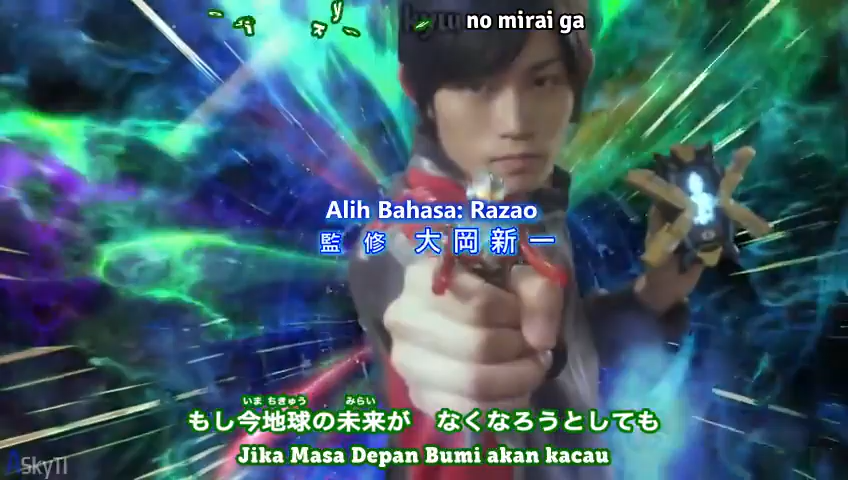 no mirai ga
Alih Bahasa: Razao
監修 大岡新一
いま ちきゅう みらい
もし今地球の未来が なくなろうとしても
Jika Masa Depan Bumi akan kacau
ASkyTI